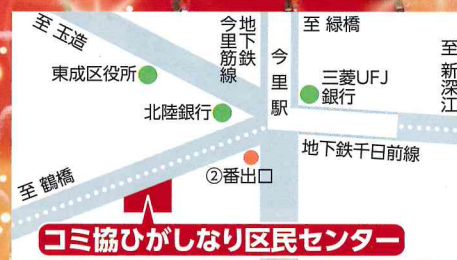 至 玉造
地下鉄
今里筋線
至 緑橋
至 新深江
東成区役所
今里駅
三菱UFJ
銀行
北陸銀行
地下鉄千日前線
②番出口
至 鶴橋
コミ協ひがしなり区民センター